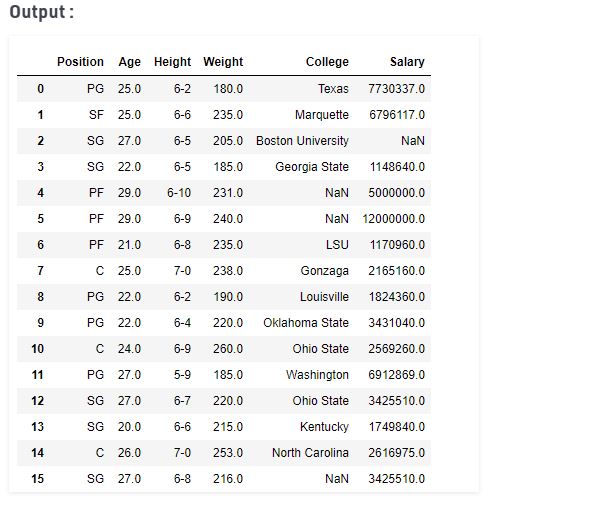 Output :
Position Age Height Weight College Salary
0 PG 25.0 6-2 180.0 Texas 7730337.0
1 SF 25.0 6-6 235.0 Marquette 6796117.0
2 SG 27.0 6-5 205.0 Boston University NaN
3 SG 22.0 6-5 185.0 Georgia State 1148640.0
4 PF 29.0 6-10 231.0 NaN 5000000.0
5 PF 29.0 6-9 240.0 NaN 12000000.0
6 PF 21.0 6-8 235.0 LSU 1170960.0
7 C 25.0 7-0 238.0 Gonzaga 2165160.0
8 PG 22.0 6-2 190.0 Louisville 1824360.0
9 PG 22.0 6-4 220.0 Oklahoma State 3431040.0
10 C 24.0 6-9 260.0 Ohio State 2569260.0
11 PG 27.0 5-9 185.0 Washington 6912869.0
12 SG 27.0 6-7 220.0 Ohio State 3425510.0
13 SG 20.0 6-6 215.0 Kentucky 1749840.0
14 C 26.0 7-0 253.0 North Carolina 2616975.0
15 SG 27.0 6-8 216.0 NaN 3425510.0